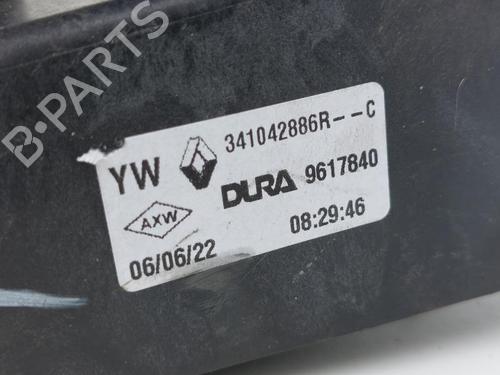 YW 341042886R--C
DURA 9617840
AXW
06/06/22 08:29:46
B-PARTS